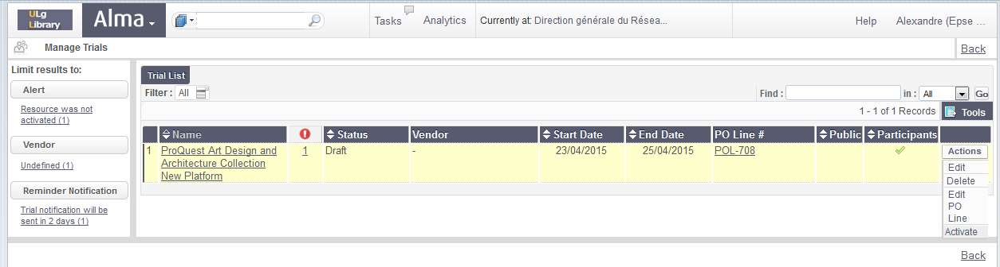 ULg
Library
Alma
Tasks
Analytics
Currently at: Direction générale du Résea...
Help
Alexandre (Epse ...
Manage Trials
Back
Limit results to:
Alert
Resource was not
activated (1)
Vendor
Undefined (1)
Reminder Notification
Trial notification will be
sent in 2 days (1)
Trial List
Filter : All
Find : in : All Go
1 - 1 of 1 Records
Tools
Name ! Status Vendor Start Date End Date PO Line # Public Participants
1 ProQuest Art Design and 1 Draft - 23/04/2015 25/04/2015 POL-708 Actions
Architecture Collection
New Platform
Edit
Delete
Edit
PO
Line
Activate
Back